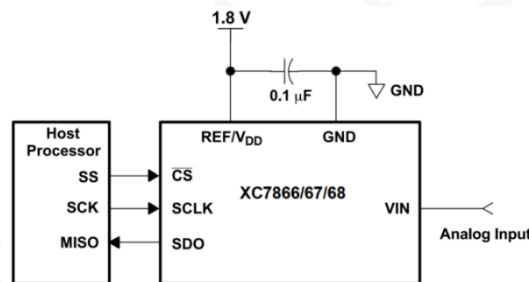 1.8 V
0.1 μF
GND
Host
Processor
REF/VDD
GND
SS
CS
SCK
SCLK
MISO
SDO
XC7866/67/68
VIN
Analog Input